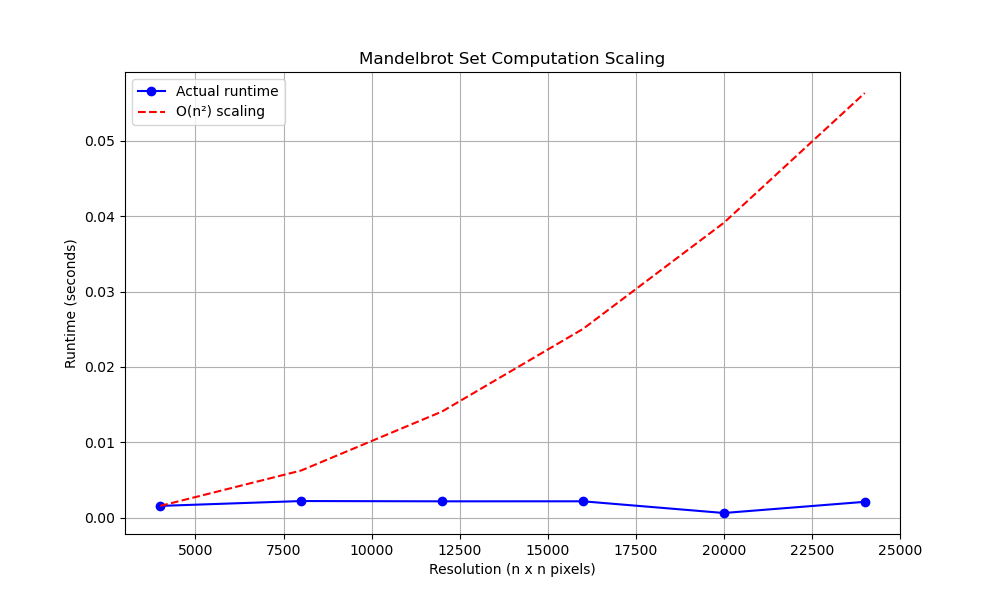 Mandelbrot Set Computation Scaling
Actual runtime
O(n²) scaling
Runtime (seconds)
0.05
0.04
0.03
0.02
0.01
0.00
5000 7500 10000 12500 15000 17500 20000 22500 25000
Resolution (n x n pixels)